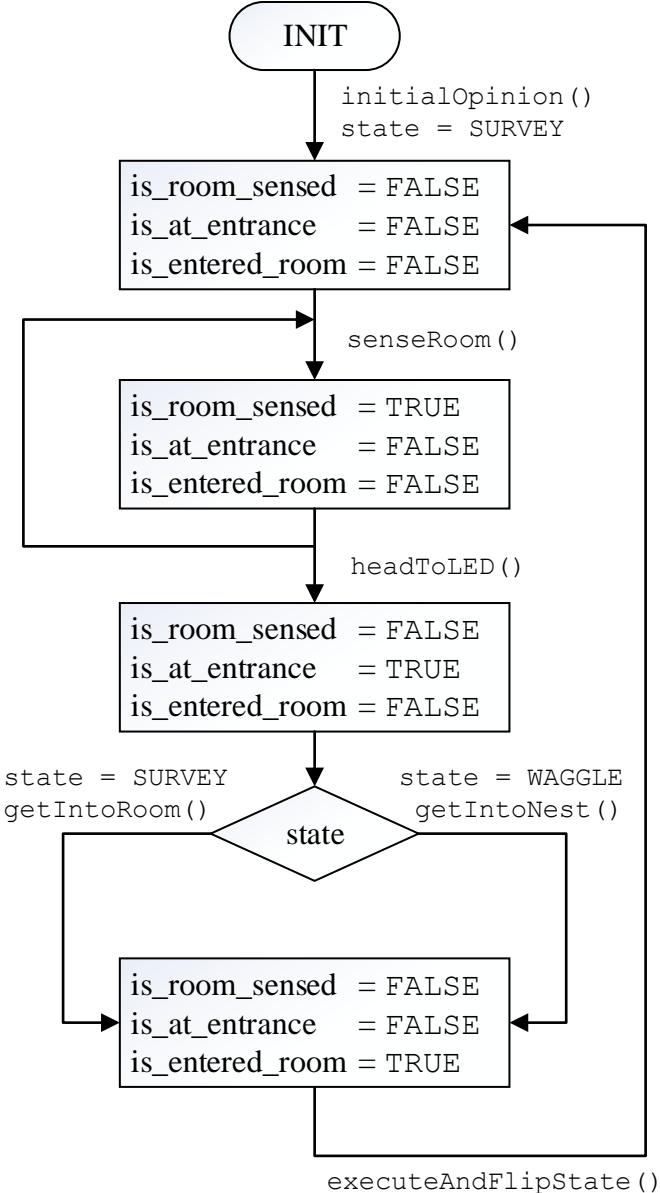 INIT
initialOpinion()
state = SURVEY
is_room_sensed = FALSE
is_at_entrance = FALSE
is_entered_room = FALSE
senseRoom()
is_room_sensed = TRUE
is_at_entrance = FALSE
is_entered_room = FALSE
headToLED()
is_room_sensed = FALSE
is_at_entrance = TRUE
is_entered_room = FALSE
state = SURVEY
getIntoRoom()
state = WAGGLE
getIntoNest()
state
is_room_sensed = FALSE
is_at_entrance = FALSE
is_entered_room = TRUE
executeAndFlipState()